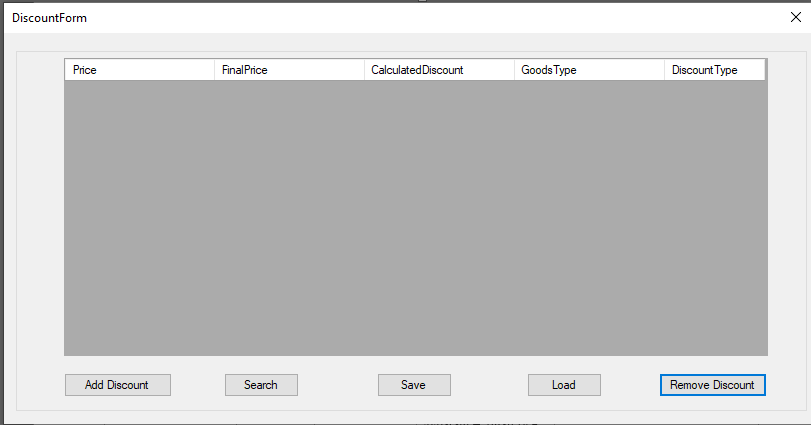 DiscountForm
Price FinalPrice CalculatedDiscount GoodsType DiscountType
Add Discount Search Save Load Remove Discount